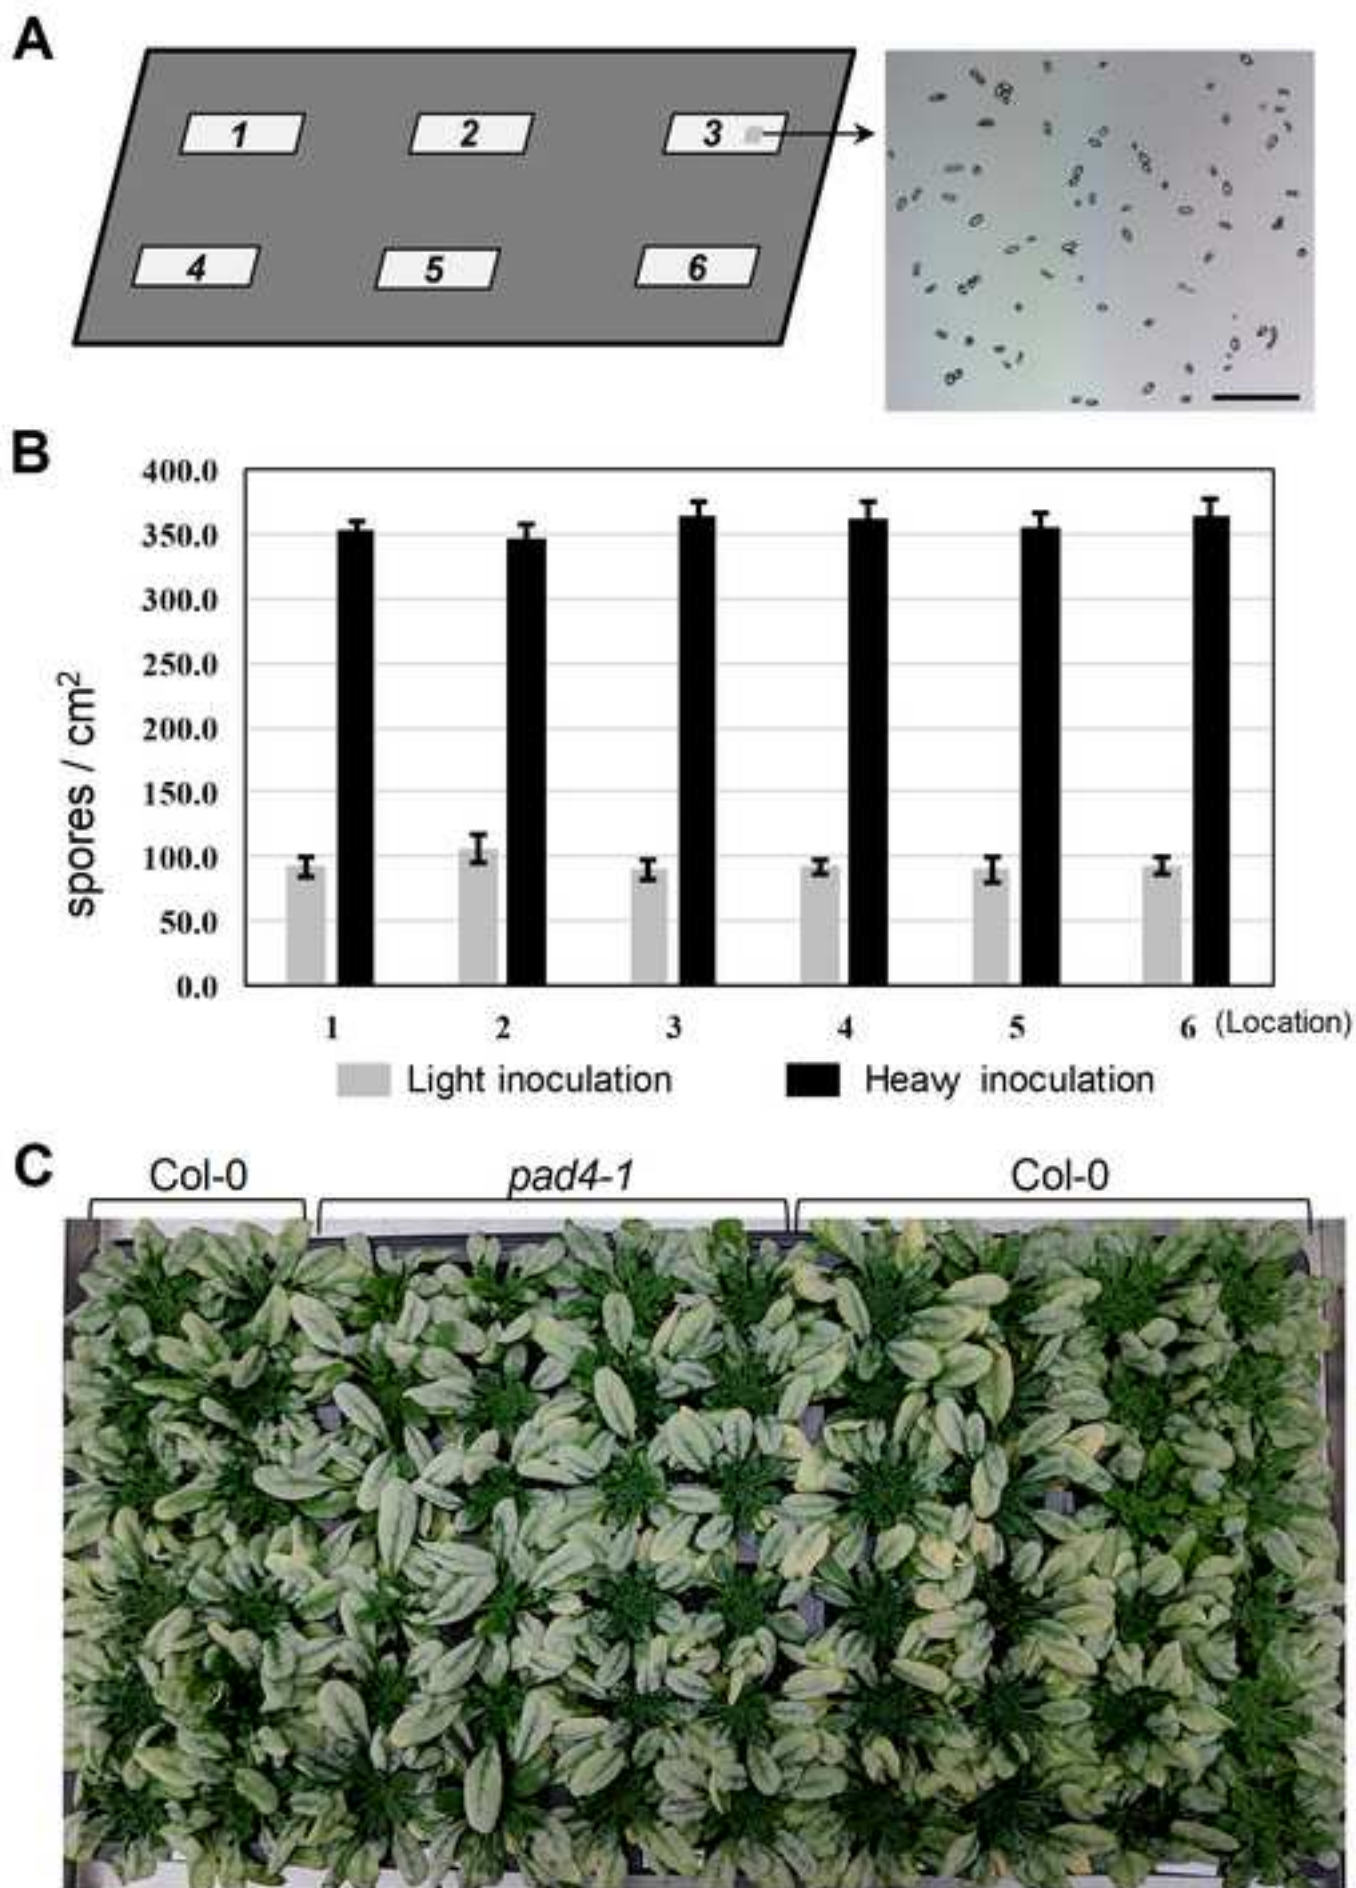 A
1 2 3
4 5 6
B
400.0
350.0
300.0
250.0
200.0
150.0
100.0
50.0
0.0
spores / cm2
1 2 3 4 5 6 (Location)
Light inoculation Heavy inoculation
C
Col-0 pad4-1 Col-0